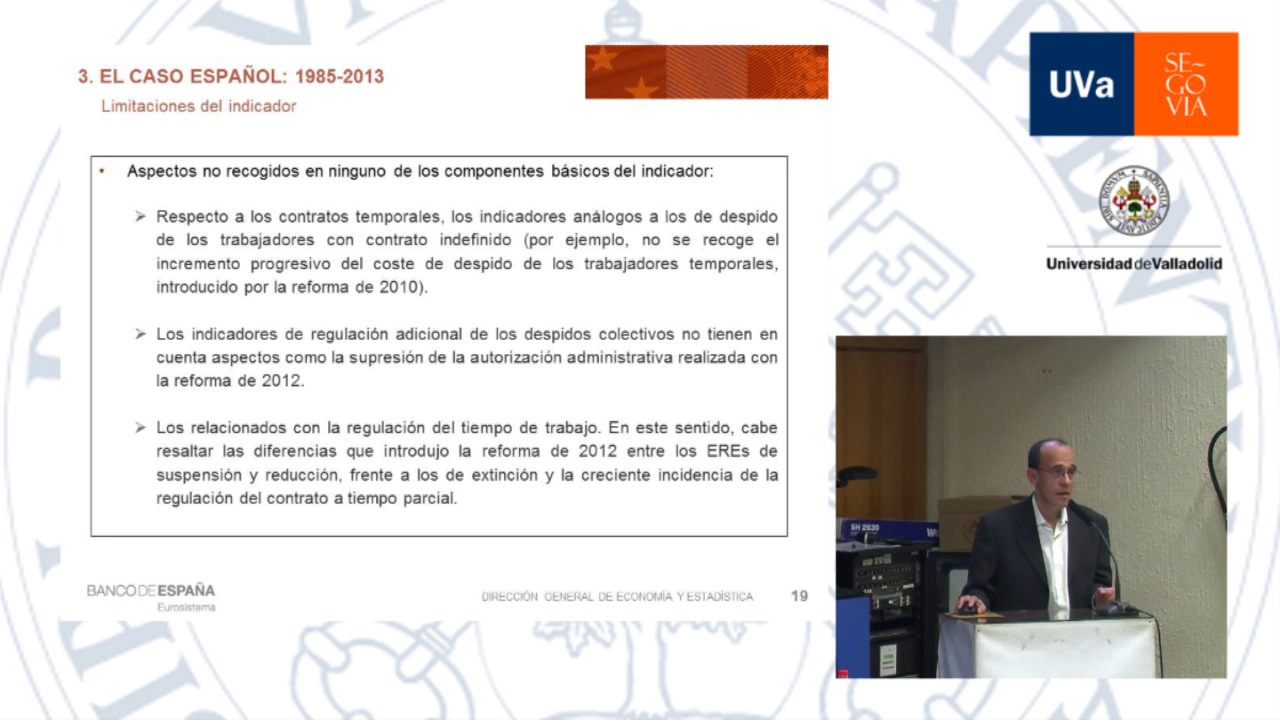 3. EL CASO ESPAÑOL: 1985-2013
Limitaciones del indicador
• Aspectos no recogidos en ninguno de los componentes básicos del indicador:
➢ Respecto a los contratos temporales, los indicadores análogos a los de despido
de los trabajadores con contrato indefinido (por ejemplo, no se recoge el
incremento progresivo del coste de despido de los trabajadores temporales,
introducido por la reforma de 2010).
➢ Los indicadores de regulación adicional de los despidos colectivos no tienen en
cuenta aspectos como la supresión de la autorización administrativa realizada con
la reforma de 2012.
➢ Los relacionados con la regulación del tiempo de trabajo. En este sentido, cabe
resaltar las diferencias que introdujo la reforma de 2012 entre los EREs de
suspensión y reducción, frente a los de extinción y la creciente incidencia de la
regulación del contrato a tiempo parcial.
BANCODEESPAÑA
Eurosistema
DIRECCIÓN GENERAL DE ECONOMÍA Y ESTADÍSTICA
19
UVa
SE~
GO
VIA
UniversidaddeValladolid
SH 2830